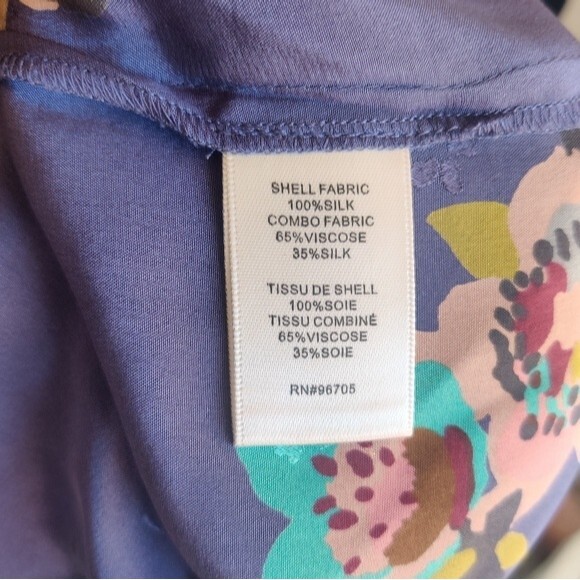 SHELL FABRIC
100%SILK
COMBO FABRIC
65%VISCOSE
35%SILK
TISSU DE SHELL
100%SOIE
TISSU COMBINÉ
65%VISCOSE
35%SOIE
RN#96705